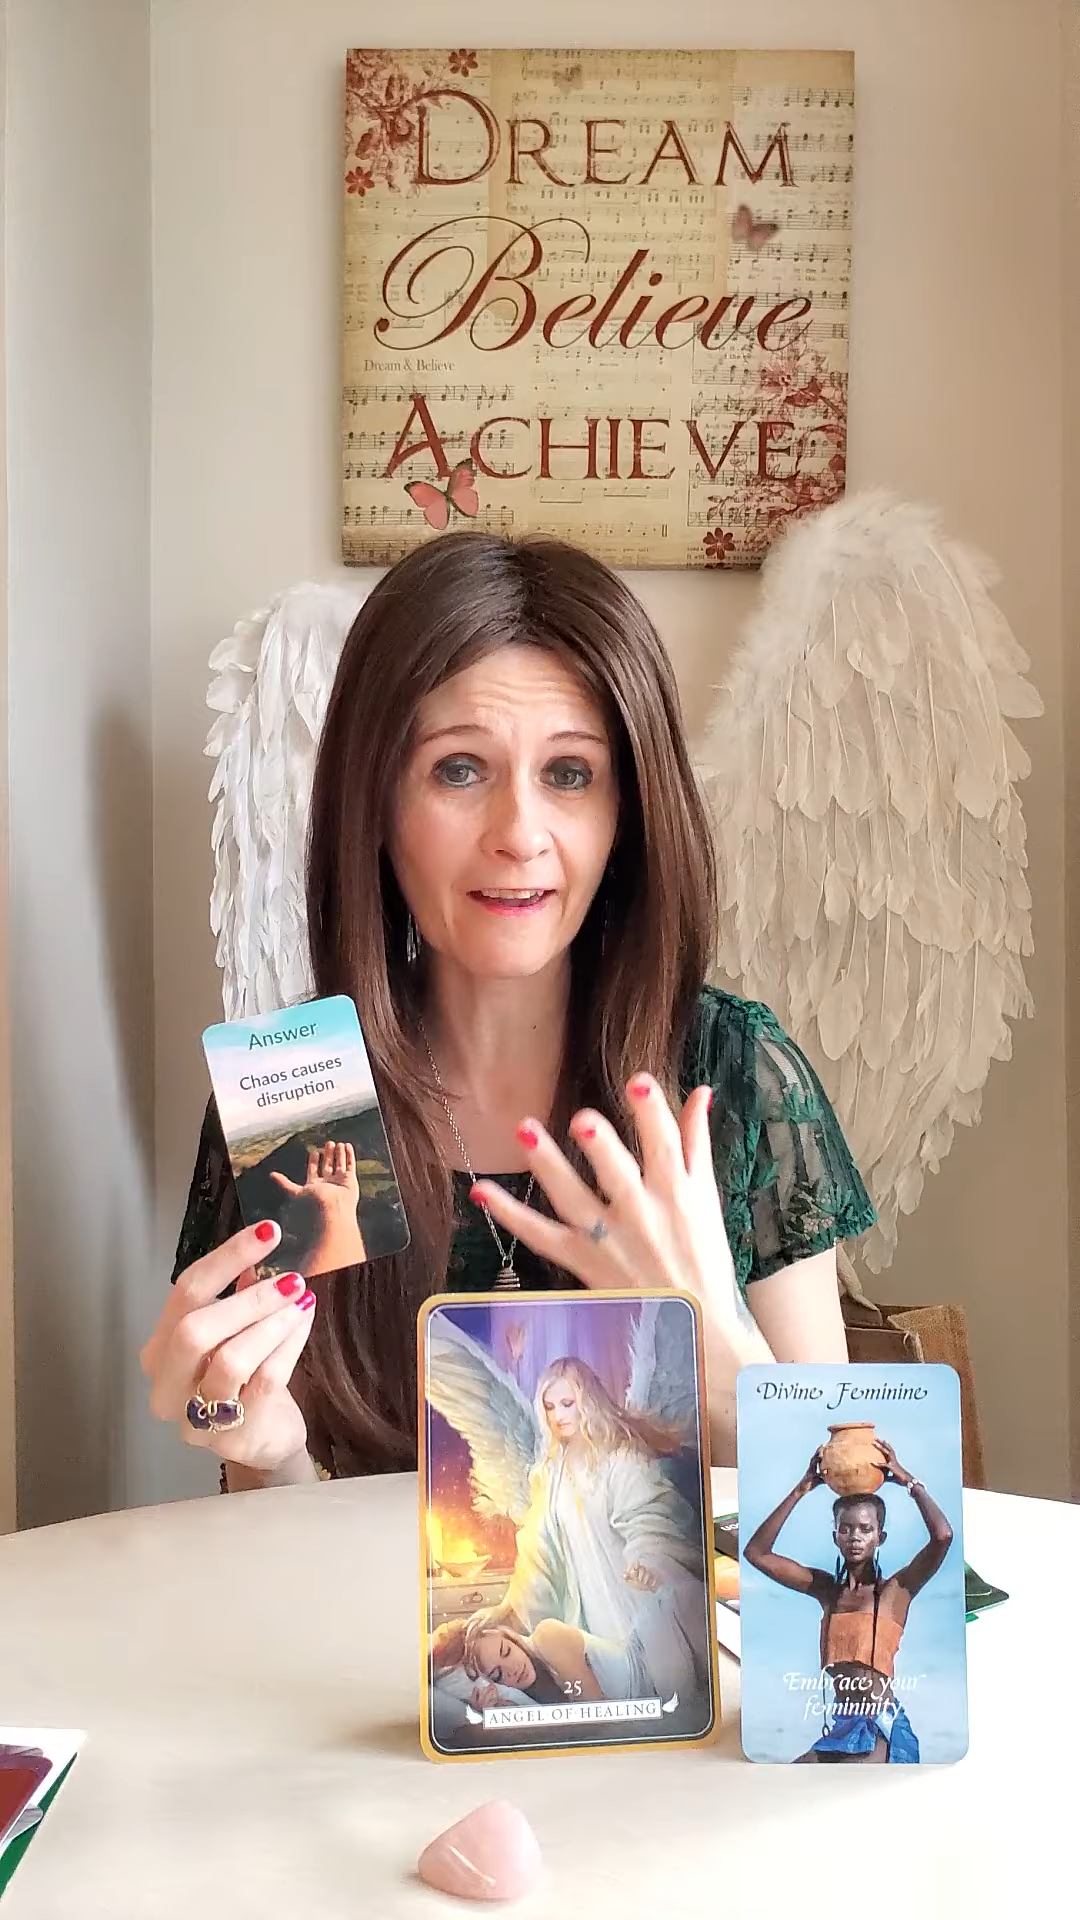 DREAM
Believe
Dream & Believe
ACHIEVE
Answer
Chaos causes
disruption
25
ANGEL OF HEALING
Divine Feminine
Embrace your
femininity